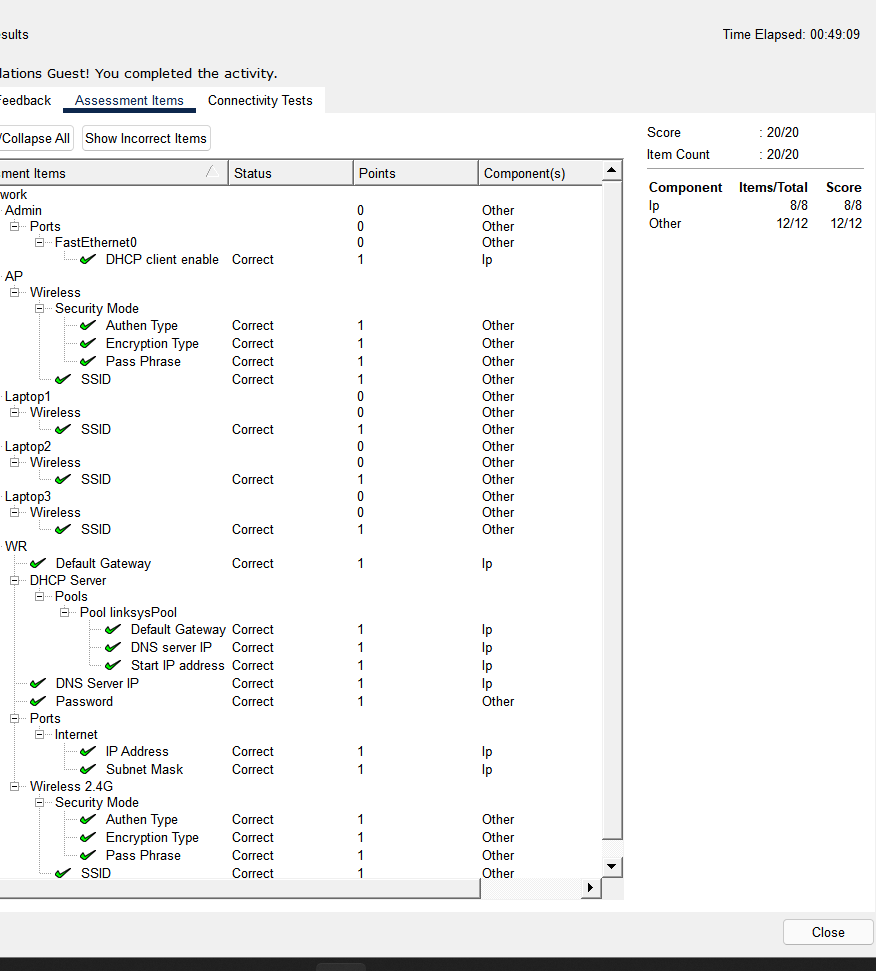 sults
Time Elapsed: 00:49:09
lations Guest! You completed the activity.
Feedback Assessment Items Connectivity Tests
/Collapse All Show Incorrect Items
Score : 20/20
Item Count : 20/20
Component Items/Total Score
Ip 8/8 8/8
Other 12/12 12/12
ment Items Status Points Component(s)
work
Admin 0 Other
Ports 0 Other
FastEthernet0 0 Other
DHCP client enable Correct 1 Ip
AP
Wireless
Security Mode
Authen Type Correct 1 Other
Encryption Type Correct 1 Other
Pass Phrase Correct 1 Other
SSID Correct 1 Other
Laptop1 0 Other
Wireless 0 Other
SSID Correct 1 Other
Laptop2 0 Other
Wireless 0 Other
SSID Correct 1 Other
Laptop3 0 Other
Wireless 0 Other
SSID Correct 1 Other
WR
Default Gateway Correct 1 Ip
DHCP Server
Pools
Pool linksysPool
Default Gateway Correct 1 Ip
DNS server IP Correct 1 Ip
Start IP address Correct 1 Ip
DNS Server IP Correct 1 Ip
Password Correct 1 Other
Ports
Internet
IP Address Correct 1 Ip
Subnet Mask Correct 1 Ip
Wireless 2.4G
Security Mode
Authen Type Correct 1 Other
Encryption Type Correct 1 Other
Pass Phrase Correct 1 Other
SSID Correct 1 Other
Close